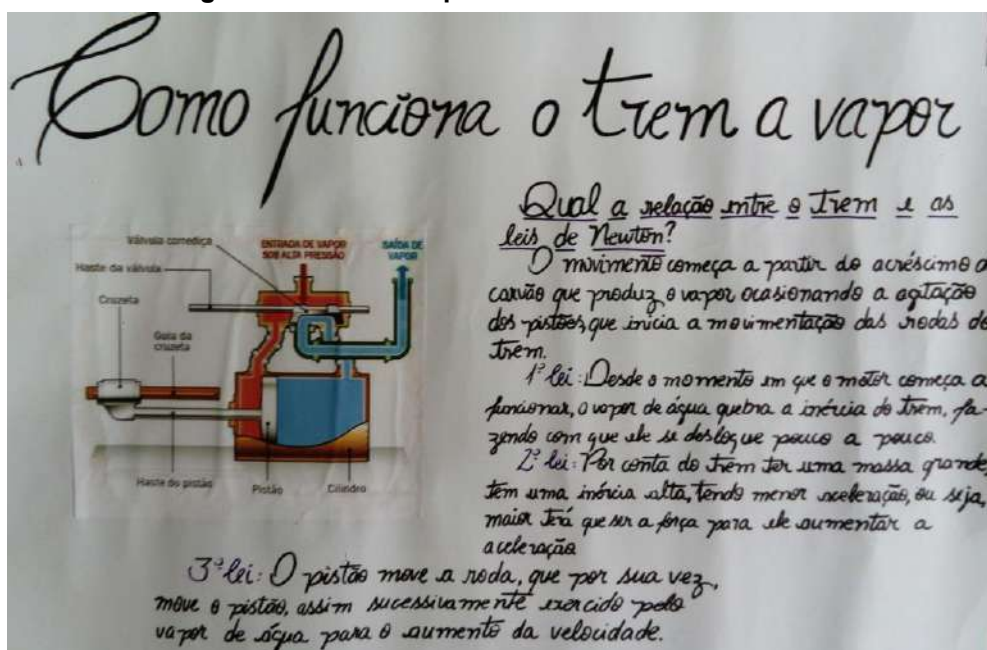 Como funciona o trem a vapor
Válvula corrediça
ENTRADA DE VAPOR
SOB ALTA PRESSÃO
SAÍDA DE
VAPOR
Haste da válvula
Cruzeta
Guia da
cruzeta
Haste do pistão
Pistão
Cilindro
Qual a relação entre o trem e as
leis de Newton?
O movimento começa a partir do acréscimo d
carvão que produz o vapor ocasionando a agitação
dos pistões, que inicia a movimentação das rodas do
trem.
1ª lei: Desde o momento em que o motor começa a
funcionar, o vapor de água quebra a inércia do trem, fa-
zendo com que ele se desloque pouco a pouco.
2ª lei: Por conta do trem ter uma massa grande,
tem uma inércia alta, tendo menor aceleração, ou seja,
maior terá que ser a força para ele aumentar a
aceleração
3ª lei: O pistão move a roda, que por sua vez,
move o pistão, assim sucessivamente exercido pelo
vapor de água para o aumento da velocidade.